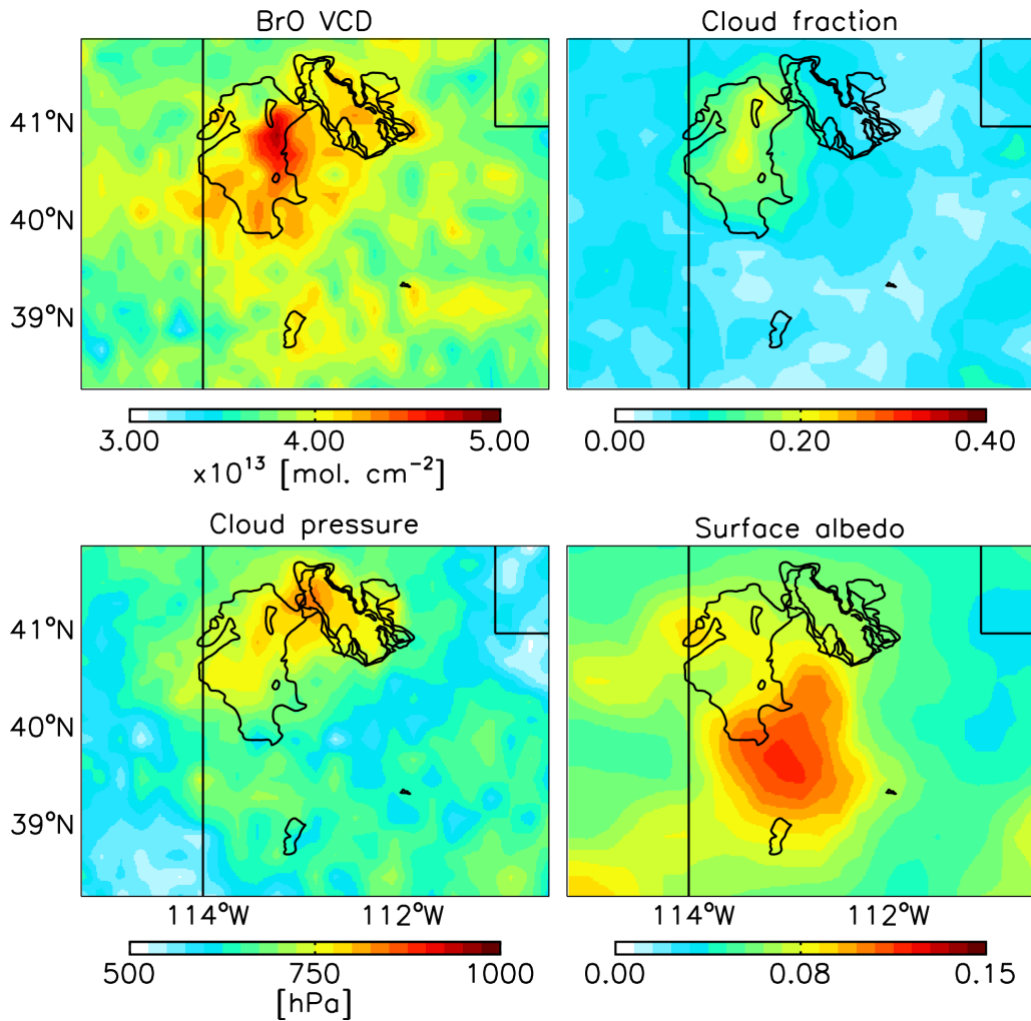 BrO VCD
Cloud fraction
41°N
40°N
39°N
3.00 4.00 5.00
x10¹³ [mol. cm⁻²]
0.00 0.20 0.40
Cloud pressure
Surface albedo
41°N
40°N
39°N
114°W 112°W
114°W 112°W
500 750 1000
[hPa]
0.00 0.08 0.15